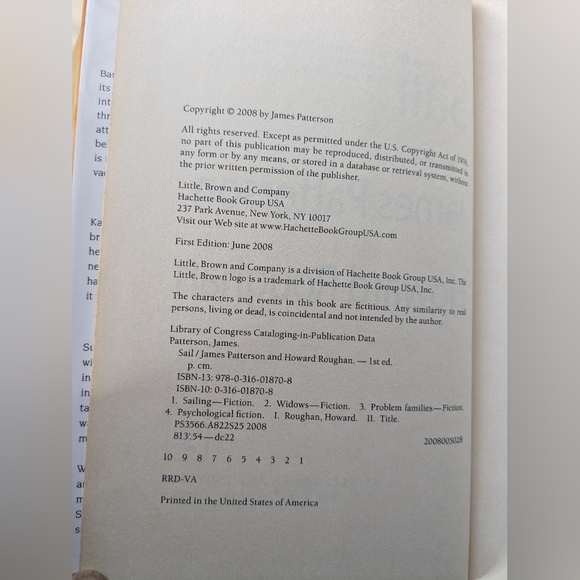 Copyright © 2008 by James Patterson
All rights reserved. Except as permitted under the U.S. Copyright Act of 1976,
no part of this publication may be reproduced, distributed, or transmitted in
any form or by any means, or stored in a database or retrieval system, without
the prior written permission of the publisher.
Little, Brown and Company
Hachette Book Group USA
237 Park Avenue, New York, NY 10017
Visit our Web site at www.HachetteBookGroupUSA.com
First Edition: June 2008
Little, Brown and Company is a division of Hachette Book Group USA, Inc. The
Little, Brown logo is a trademark of Hachette Book Group USA, Inc.
The characters and events in this book are fictitious. Any similarity to real
persons, living or dead, is coincidental and not intended by the author.
Library of Congress Cataloging-in-Publication Data
Patterson, James.
Sail / James Patterson and Howard Roughan. — 1st ed.
p. cm.
ISBN-13: 978-0-316-01870-8
ISBN-10: 0-316-01870-8
1. Sailing—Fiction. 2. Widows—Fiction. 3. Problem families—Fiction.
4. Psychological fiction. I. Roughan, Howard. II. Title.
PS3566.A822S25 2008
813'.54—dc22 2008005028
10 9 8 7 6 5 4 3 2 1
RRD-VA
Printed in the United States of America